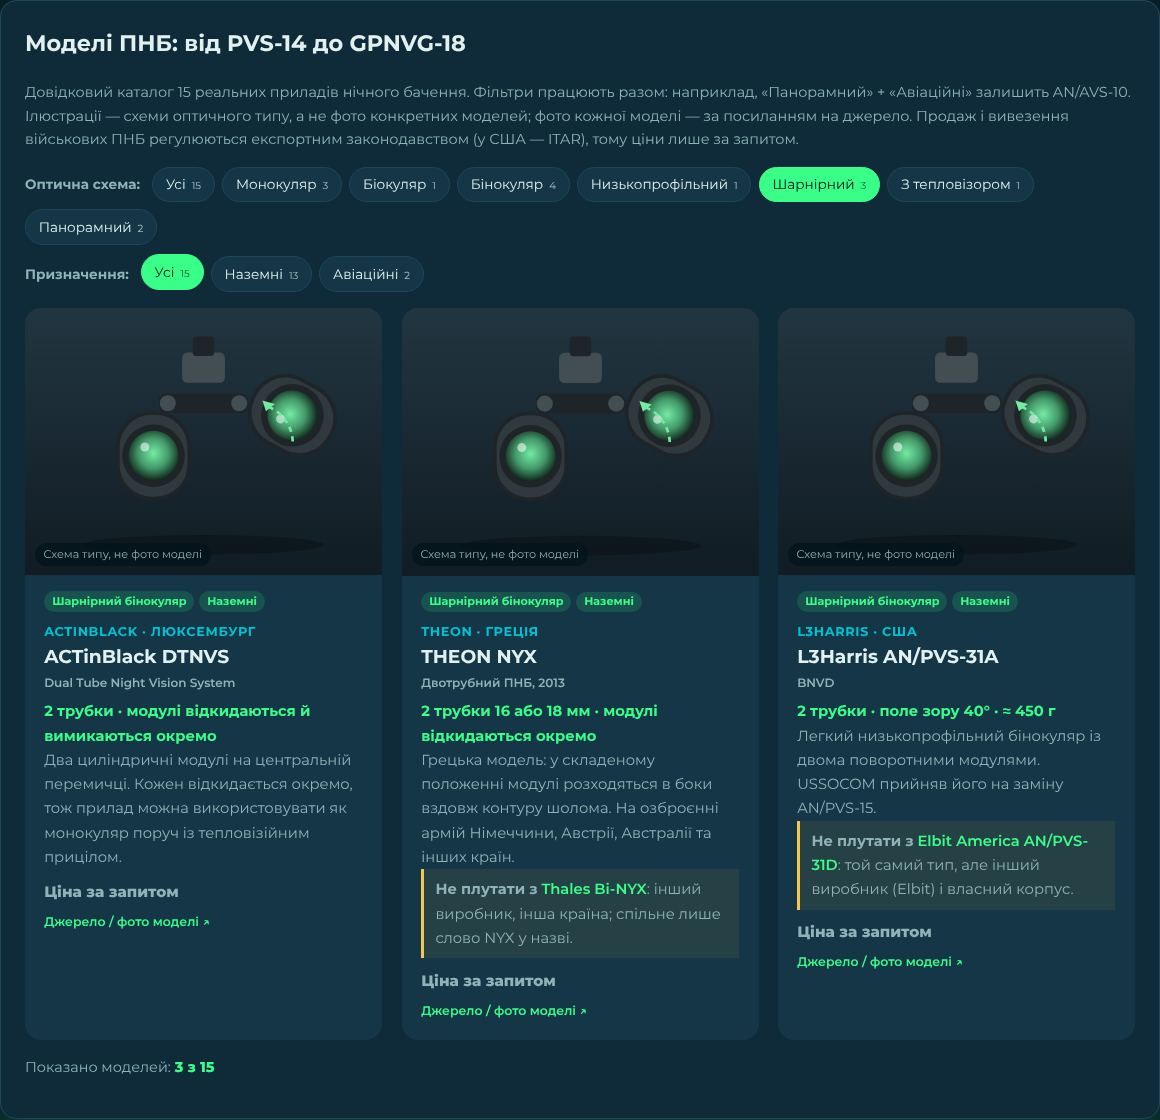 Моделі ПНБ: від PVS-14 до GPNVG-18
Довідковий каталог 15 реальних приладів нічного бачення. Фільтри працюють разом: наприклад, «Панорамний» + «Авіаційні» залишить AN/AVS-10.
Ілюстрації — схеми оптичного типу, а не фото конкретних моделей; фото кожної моделі — за посиланням на джерело. Продаж і вивезення
військових ПНБ регулюються експортним законодавством (у США — ITAR), тому ціни лише за запитом.
Оптична схема: Усі 15 Монокуляр 3 Біокуляр 1 Бінокуляр 4 Низькопрофільний 1 Шарнірний 3 З тепловізором 1
Панорамний 2
Призначення: Усі 15 Наземні 13 Авіаційні 2
Схема типу, не фото моделі
Шарнірний бінокуляр Наземні
ACTINBLACK · ЛЮКСЕМБУРГ
ACTinBlack DTNVS
Dual Tube Night Vision System
2 трубки · модулі відкидаються й
вимикаються окремо
Два циліндричні модулі на центральній
перемичці. Кожен відкидається окремо,
тож прилад можна використовувати як
монокуляр поруч із тепловізійним
прицілом.
Ціна за запитом
Джерело / фото моделі ↗
Схема типу, не фото моделі
Шарнірний бінокуляр Наземні
THEON · ГРЕЦІЯ
THEON NYX
Двотрубний ПНБ, 2013
2 трубки 16 або 18 мм · модулі
відкидаються окремо
Грецька модель: у складеному
положенні модулі розходяться в боки
вздовж контуру шолома. На озброєнні
армій Німеччини, Австрії, Австралії та
інших країн.
Не плутати з Thales Bi-NYX: інший
виробник, інша країна; спільне лише
слово NYX у назві.
Ціна за запитом
Джерело / фото моделі ↗
Схема типу, не фото моделі
Шарнірний бінокуляр Наземні
L3HARRIS · США
L3Harris AN/PVS-31A
BNVD
2 трубки · поле зору 40° · ≈ 450 г
Легкий низькопрофільний бінокуляр із
двома поворотними модулями.
USSOCOM прийняв його на заміну
AN/PVS-15.
Не плутати з Elbit America AN/PVS-
31D: той самий тип, але інший
виробник (Elbit) і власний корпус.
Ціна за запитом
Джерело / фото моделі ↗
Показано моделей: 3 з 15